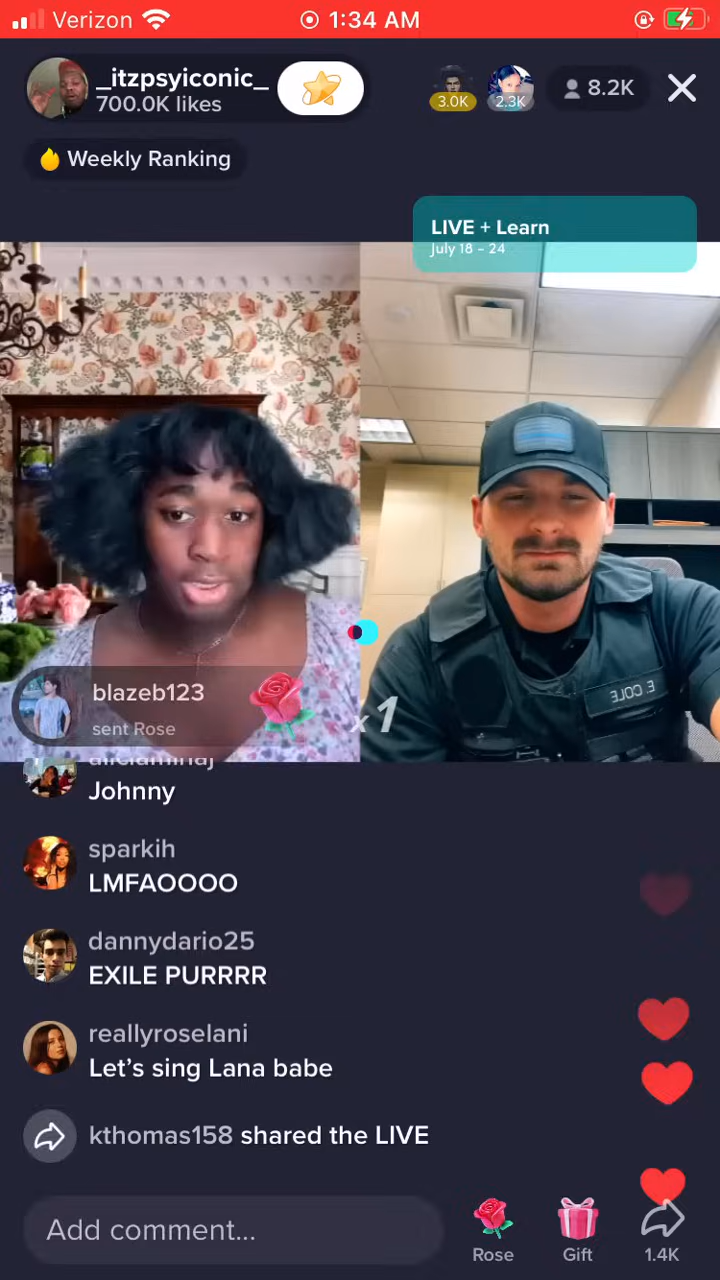 Verizon 1:34 AM
_itzpsyiconic_
700.0K likes
3.0K 2.3K 8.2K
Weekly Ranking
LIVE + Learn
July 18 – 24
E. COLE
blazeb123
sent Rose
x1
aliciaminaj
Johnny
sparkih
LMFAOOOO
dannydario25
EXILE PURRRR
reallyroselani
Let’s sing Lana babe
kthomas158 shared the LIVE
Add comment...
Rose Gift 1.4K